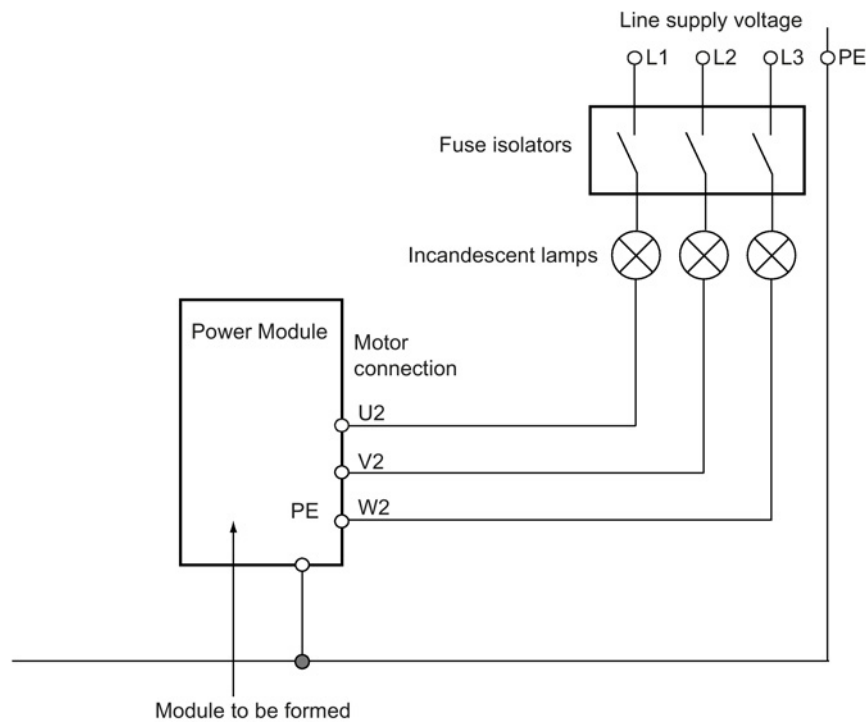 Line supply voltage
L1 L2 L3 PE
Fuse isolators
Incandescent lamps
Power Module
Motor
connection
U2
V2
PE W2
Module to be formed